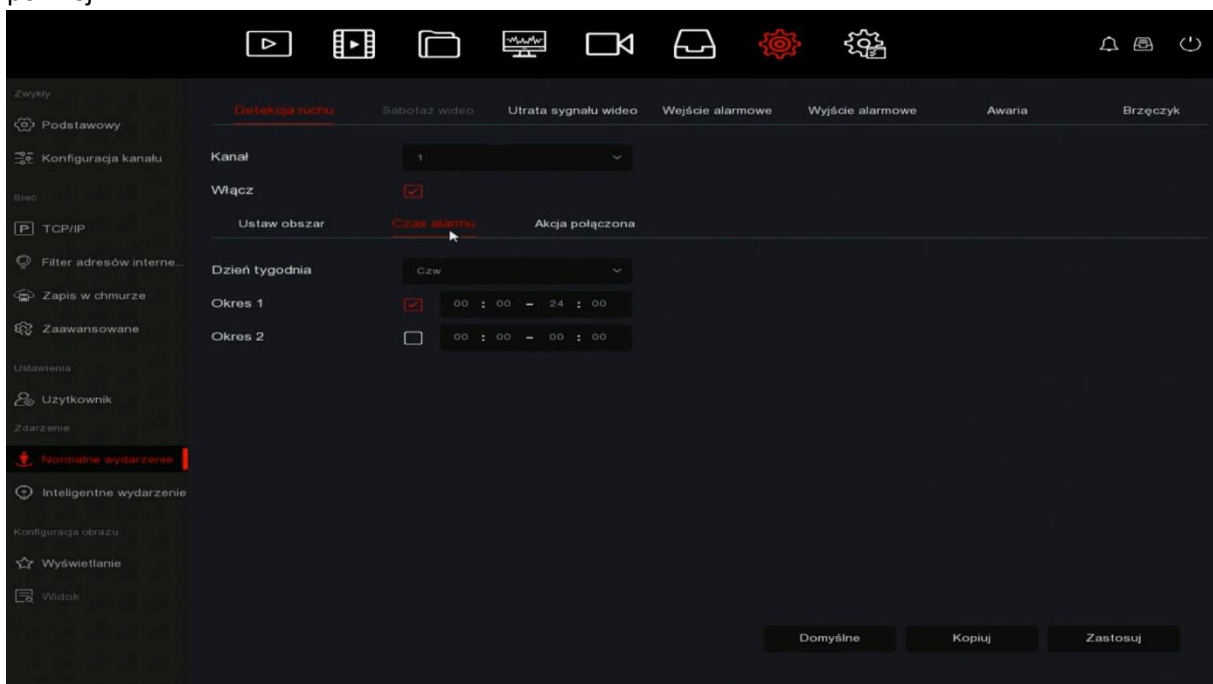 Zwykły
Podstawowy
Konfiguracja kanału
Sieć
TCP/IP
Filter adresów interne...
Zapis w chmurze
Zaawansowane
Ustawienia
Użytkownik
Zdarzenie
Normalne wydarzenie
Inteligentne wydarzenie
Konfiguracja obrazu
Wyświetlanie
Widok
Detekcja ruchu Sabotaż wideo Utrata sygnału wideo Wejście alarmowe Wyjście alarmowe Awaria Brzęczyk
Kanał 1
Włącz
Ustaw obszar Czas alarmu Akcja połączona
Dzień tygodnia Czw
Okres 1 00 : 00 - 24 : 00
Okres 2 00 : 00 - 00 : 00
Domyślne Kopiuj Zastosuj